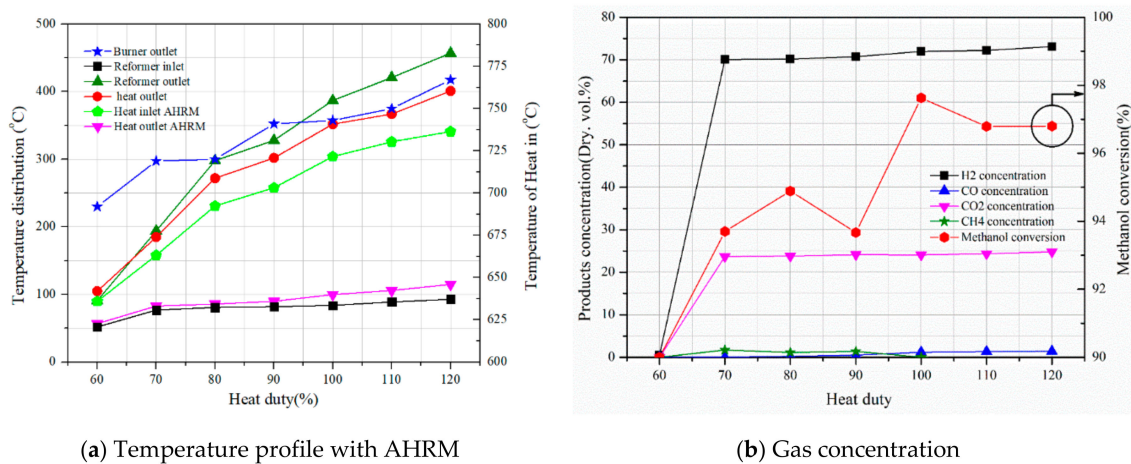 500
450
400
300
200
150
100
50
0
Temperature distribution (°C)
Burner outlet
Reformer inlet
Reformer outlet
heat outlet
Heat inlet AHRM
Heat outlet AHRM
800
775
750
725
700
675
650
625
600
Temperature of Heat in (°C)
60 70 80 90 100 110 120
Heat duty(%)
(a) Temperature profile with AHRM
80
70
60
50
40
30
20
10
0
Products concentration(Dry. vol.%)
H2 concentration
CO concentration
CO2 concentration
CH4 concentration
Methanol conversion
100
98
96
94
92
90
Methanol conversion(%)
60 70 80 90 100 110 120
Heat duty
(b) Gas concentration